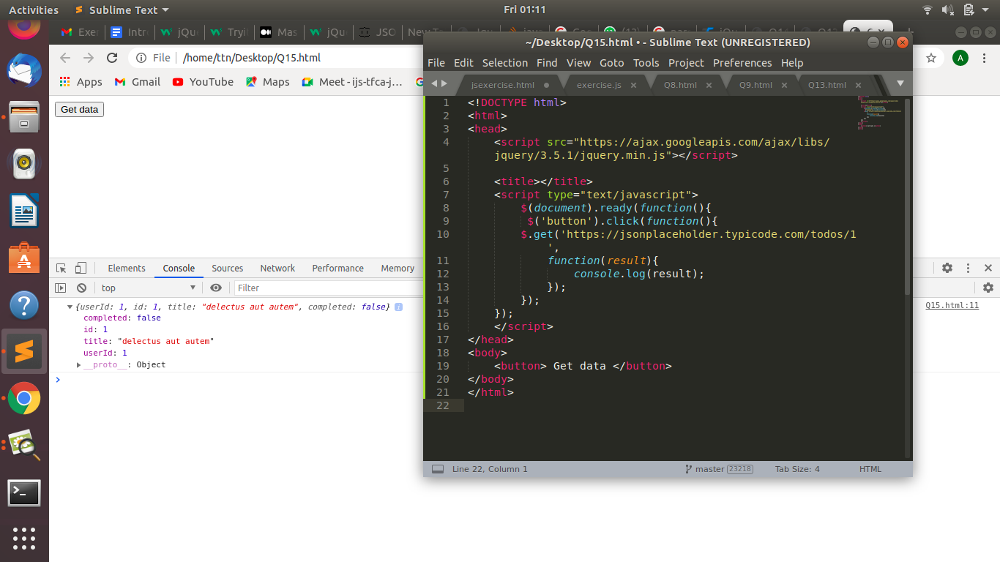 Activities
Sublime Text
Fri 01:11
jQu
Tryi
Mas
jQu
JSO
File
/home/ttn/Desktop/Q15.html
A
Apps
Gmail
YouTube
Maps
Meet - ijs-tfca-j…
Get data
~/Desktop/Q15.html • - Sublime Text (UNREGISTERED)
File Edit Selection Find View Goto Tools Project Preferences Help
jsexercise.html
exercise.js
Q8.html
Q9.html
Q13.html
1 <!DOCTYPE html>
2 <html>
3 <head>
4 <script src="https://ajax.googleapis.com/ajax/libs/
jquery/3.5.1/jquery.min.js"></script>
5
6 <title></title>
7 <script type="text/javascript">
8 $(document).ready(function(){
9 $('button').click(function(){
10 $.get('https://jsonplaceholder.typicode.com/todos/1
',
11 function(result){
12 console.log(result);
13 });
14 });
15 });
16 </script>
17 </head>
18 <body>
19 <button> Get data </button>
20 </body>
21 </html>
22
Line 22, Column 1
master 23218
Tab Size: 4
HTML
Elements Console Sources Network Performance Memory
top
Filter
{userId: 1, id: 1, title: "delectus aut autem", completed: false}
Q15.html:11
completed: false
id: 1
title: "delectus aut autem"
userId: 1
__proto__: Object